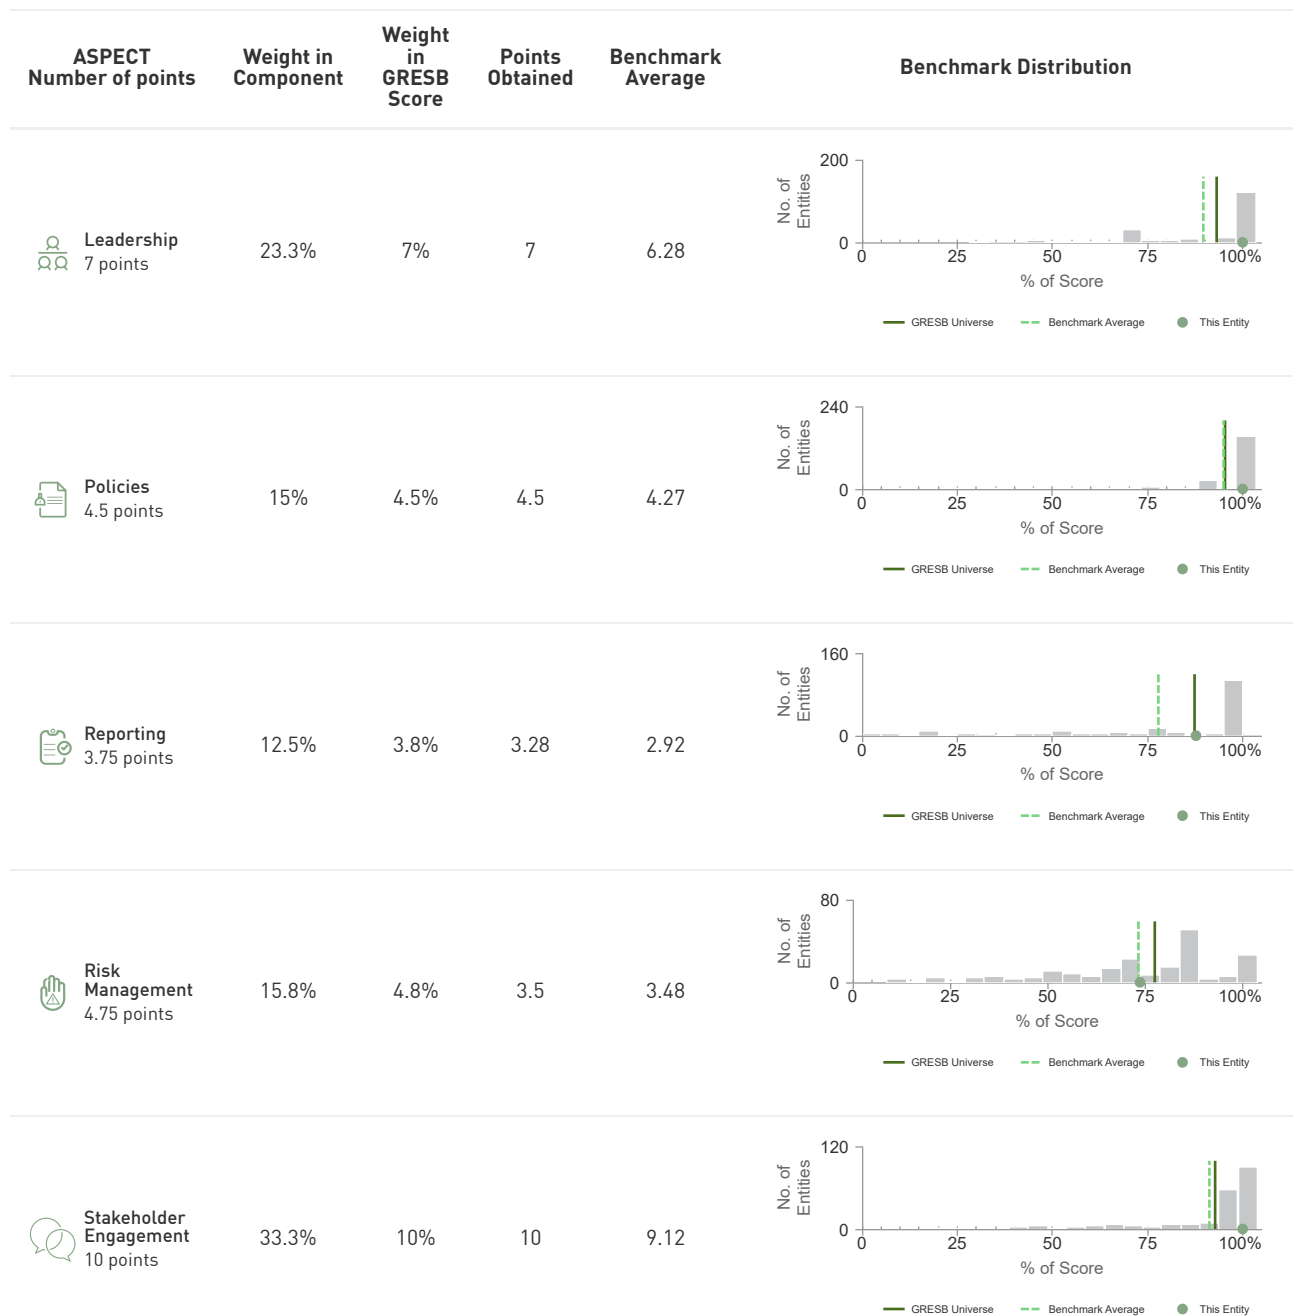 ASPECT
Number of points
Weight in
Component
Weight
in
GRESB
Score
Points
Obtained
Benchmark
Average
Benchmark Distribution
Leadership
7 points
23.3%
7%
7
6.28
No. of
Entities
200
0
0 25 50 75 100%
% of Score
GRESB Universe Benchmark Average This Entity
Policies
4.5 points
15%
4.5%
4.5
4.27
No. of
Entities
240
0
0 25 50 75 100%
% of Score
GRESB Universe Benchmark Average This Entity
Reporting
3.75 points
12.5%
3.8%
3.28
2.92
No. of
Entities
160
0
0 25 50 75 100%
% of Score
GRESB Universe Benchmark Average This Entity
Risk
Management
4.75 points
15.8%
4.8%
3.5
3.48
No. of
Entities
80
0
0 25 50 75 100%
% of Score
GRESB Universe Benchmark Average This Entity
Stakeholder
Engagement
10 points
33.3%
10%
10
9.12
No. of
Entities
120
0
0 25 50 75 100%
% of Score
GRESB Universe Benchmark Average This Entity